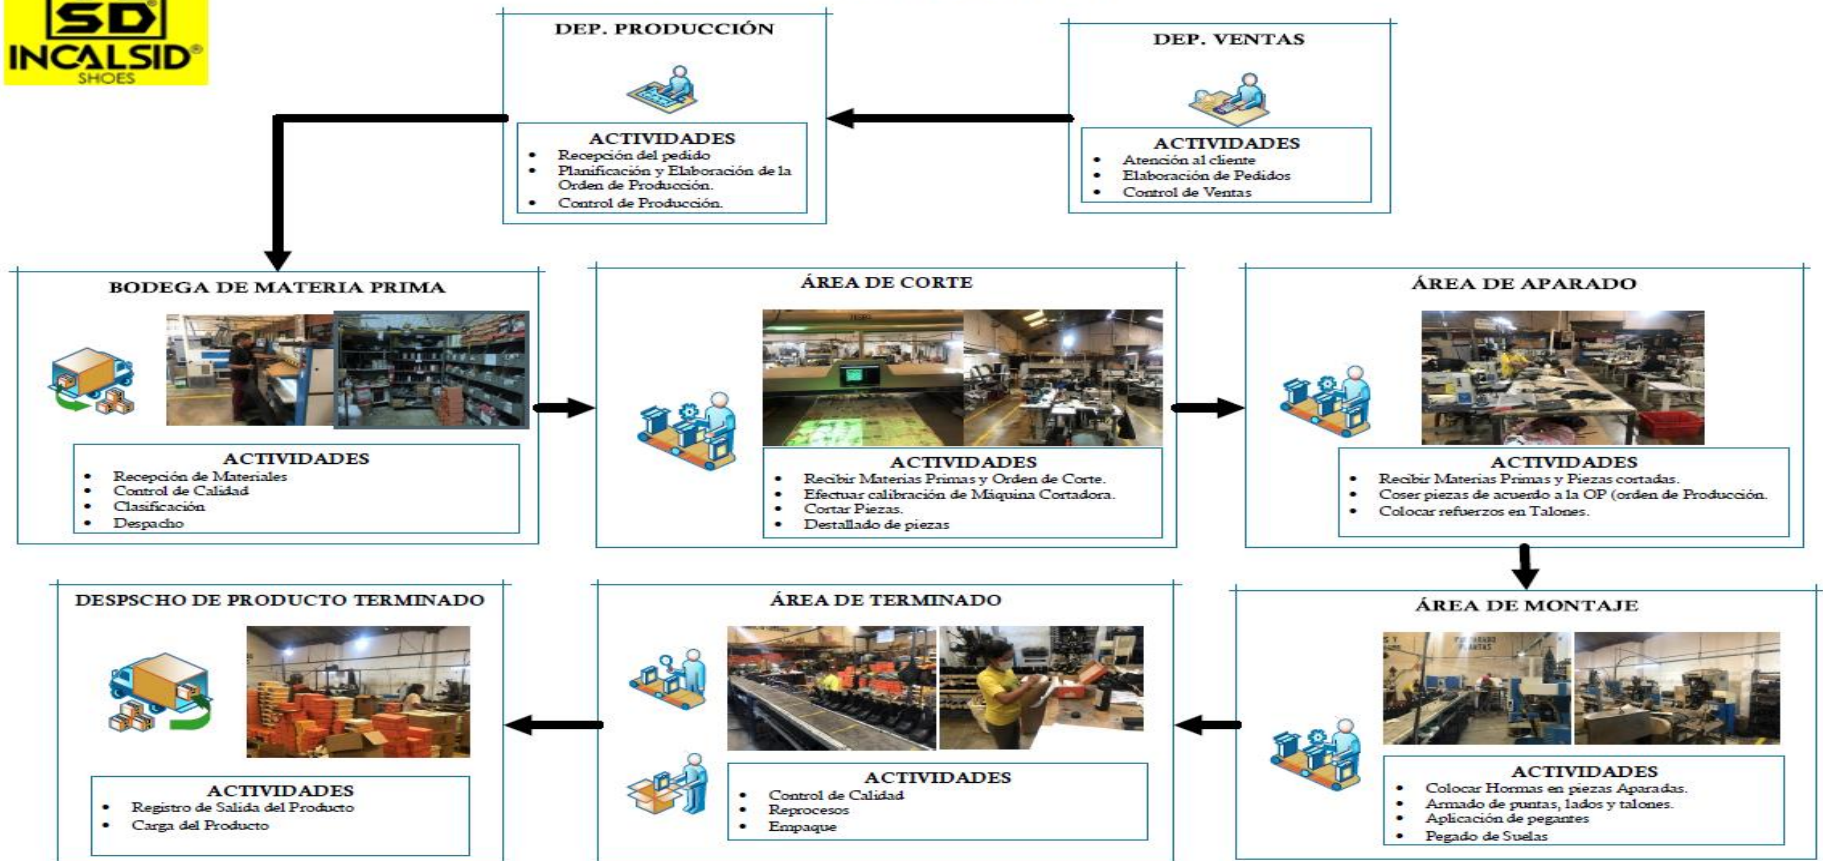 SD
INCALSID®
SHOES
DEP. PRODUCCIÓN
ACTIVIDADES
• Recepción del pedido
• Planificación y Elaboración de la
Orden de Producción.
• Control de Producción.
DEP. VENTAS
ACTIVIDADES
• Atención al cliente
• Elaboración de Pedidos
• Control de Ventas
BODEGA DE MATERIA PRIMA
ACTIVIDADES
• Recepción de Materiales
• Control de Calidad
• Clasificación
• Despacho
ÁREA DE CORTE
ACTIVIDADES
• Recibir Materias Primas y Orden de Corte.
• Efectuar calibración de Máquina Cortadora.
• Cortar Piezas.
• Destallado de piezas
ÁREA DE APARADO
ACTIVIDADES
• Recibir Materias Primas y Piezas cortadas.
• Coser piezas de acuerdo a la OP (orden de Producción.
• Colocar refuerzos en Talones.
DESPSCHO DE PRODUCTO TERMINADO
ACTIVIDADES
• Registro de Salida del Producto
• Carga del Producto
ÁREA DE TERMINADO
ACTIVIDADES
• Control de Calidad
• Reprocesos
• Empaque
ÁREA DE MONTAJE
PLANTAS
ACTIVIDADES
• Colocar Hormas en piezas Aparadas.
• Armado de puntas, lados y talones.
• Aplicación de pegantes
• Pegado de Suelas